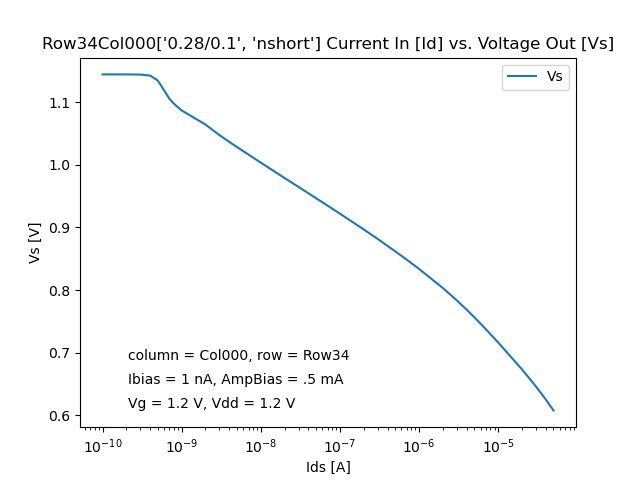 Row34Col000['0.28/0.1', 'nshort'] Current In [Id] vs. Voltage Out [Vs]
Vs
1.1
1.0
0.9
0.8
0.7
0.6
Vs [V]
column = Col000, row = Row34
Ibias = 1 nA, AmpBias = .5 mA
Vg = 1.2 V, Vdd = 1.2 V
10⁻¹⁰ 10⁻⁹ 10⁻⁸ 10⁻⁷ 10⁻⁶ 10⁻⁵
Ids [A]